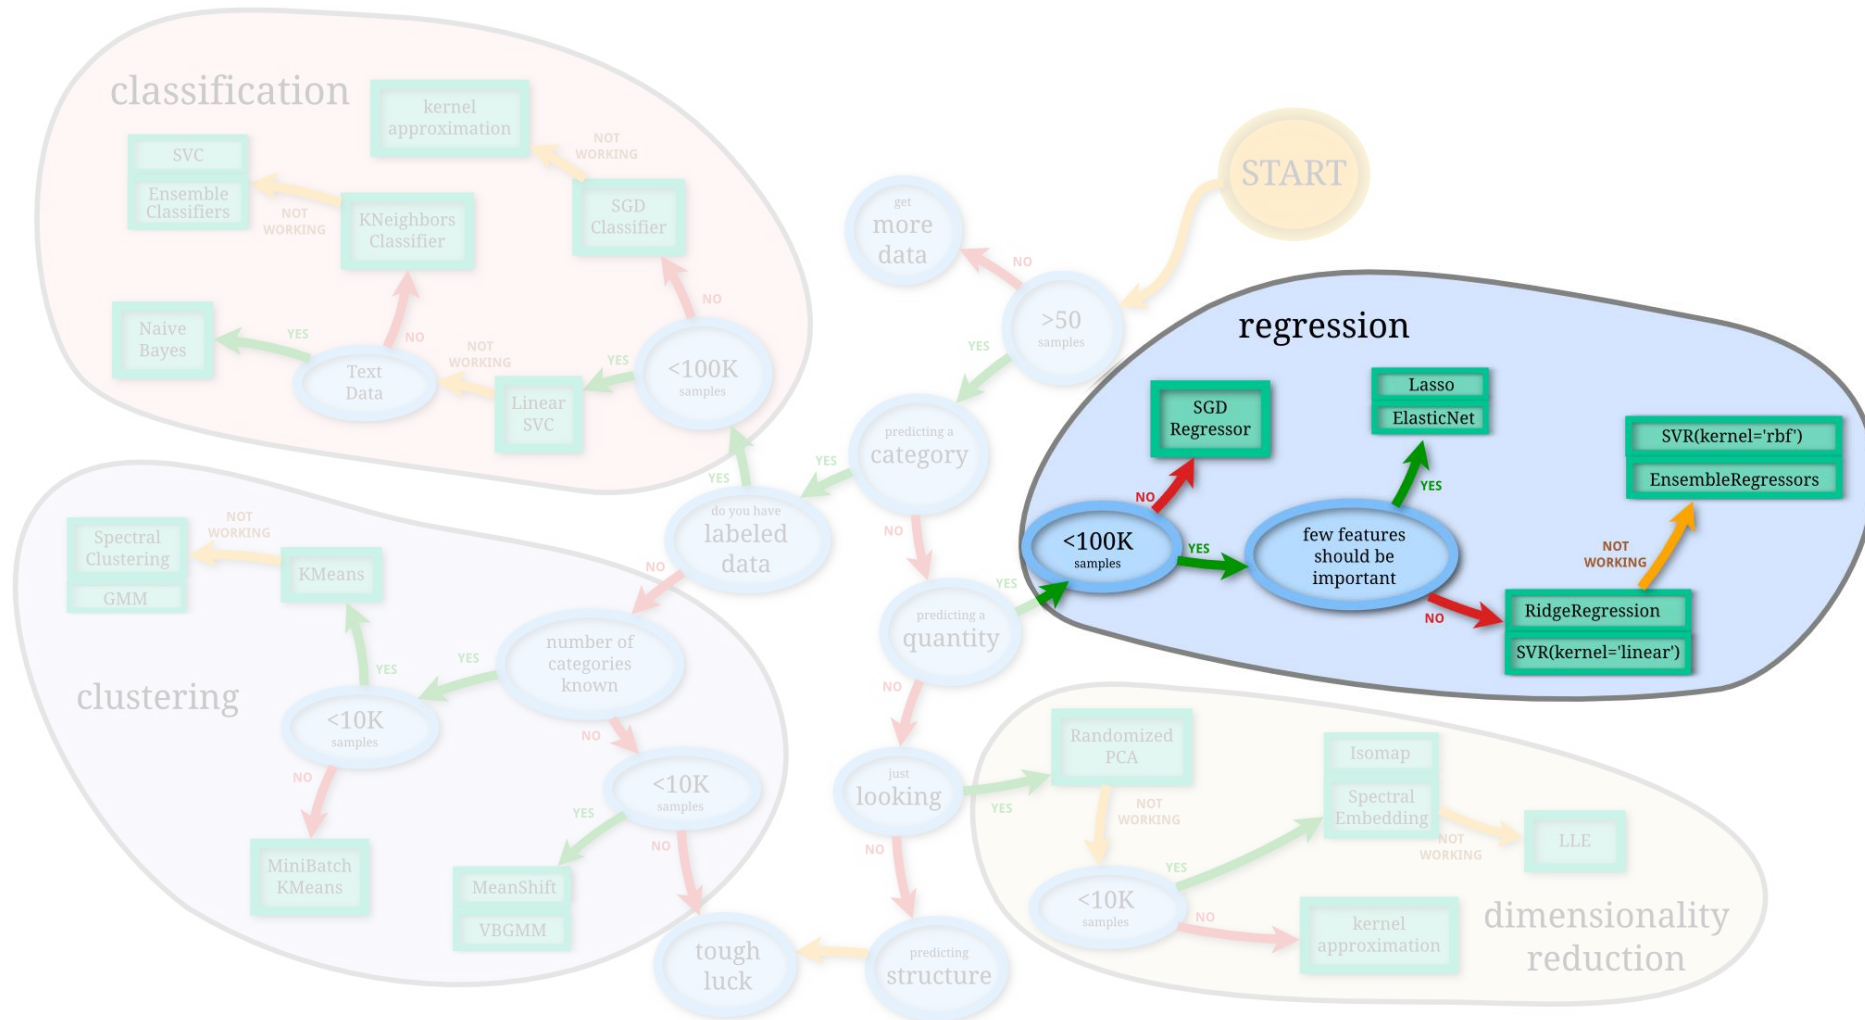 classification
kernel
approximation
NOT
WORKING
SVC
Ensemble
Classifiers
NOT
WORKING
KNeighbors
Classifier
SGD
Classifier
NO
Naive
Bayes
YES
NO
Text
Data
NOT
WORKING
Linear
SVC
YES
<100K
samples
START
get
more
data
NO
>50
samples
YES
predicting a
category
YES
YES
do you have
labeled
data
NO
NO
predicting a
quantity
YES
NO
just
looking
YES
NO
predicting
structure
tough
luck
regression
SGD
Regressor
Lasso
ElasticNet
SVR(kernel='rbf')
EnsembleRegressors
NO
YES
<100K
samples
YES
few features
should be
important
NOT
WORKING
NO
RidgeRegression
SVR(kernel='linear')
clustering
Spectral
Clustering
GMM
NOT
WORKING
KMeans
number of
categories
known
YES
YES
<10K
samples
NO
NO
<10K
samples
YES
NO
MiniBatch
KMeans
MeanShift
VBGMM
Randomized
PCA
NOT
WORKING
Isomap
Spectral
Embedding
NOT
WORKING
LLE
YES
<10K
samples
NO
kernel
approximation
dimensionality
reduction